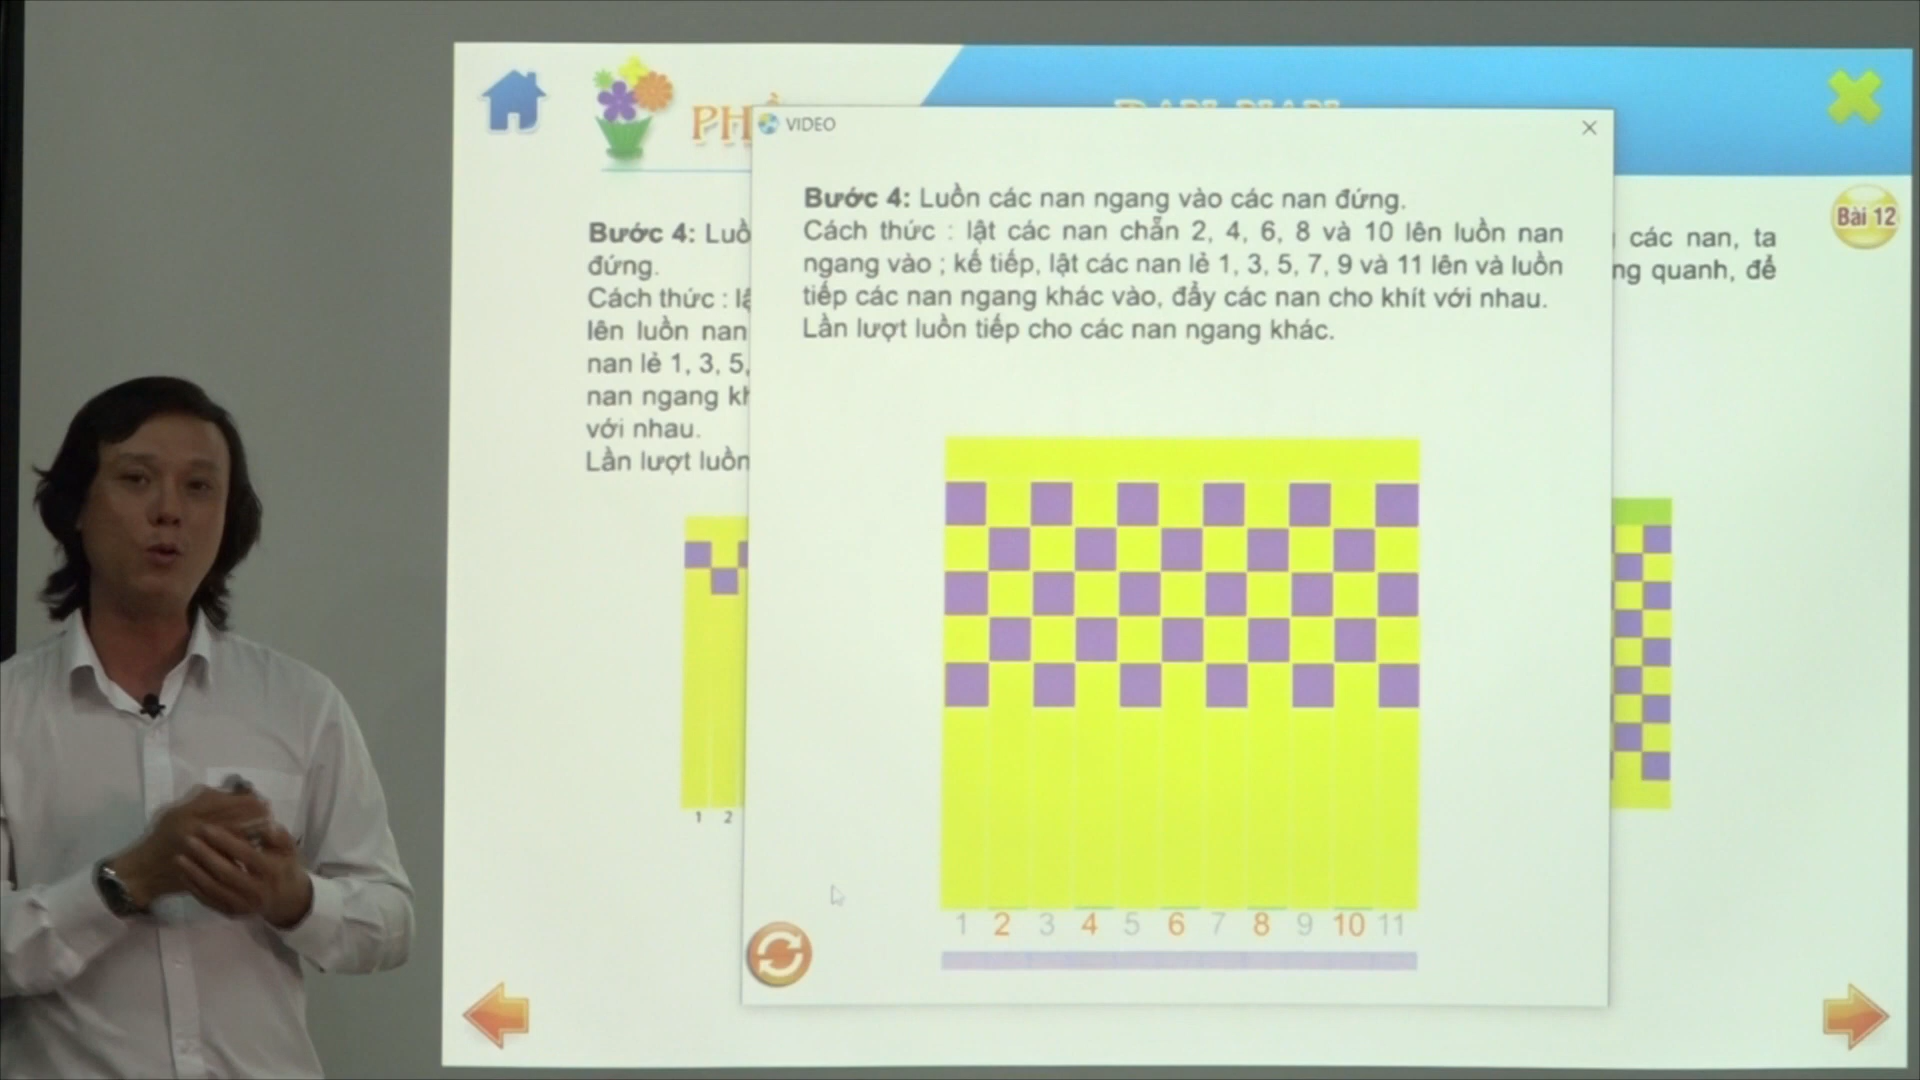 VIDEO
Bước 4: Luồn các nan ngang vào các nan đứng.
Cách thức : lật các nan chẵn 2, 4, 6, 8 và 10 lên luồn nan
ngang vào ; kế tiếp, lật các nan lẻ 1, 3, 5, 7, 9 và 11 lên và luồn
tiếp các nan ngang khác vào, đẩy các nan cho khít với nhau.
Lần lượt luồn tiếp cho các nan ngang khác.
1 2 3 4 5 6 7 8 9 10 11
Bước 4:
đứng.
Cách thức :
lên luồn nan
nan lẻ 1, 3, 5,
nan ngang
với nhau.
Lần lượt luồn
1 2
Bài 12
các nan, ta
quanh, để